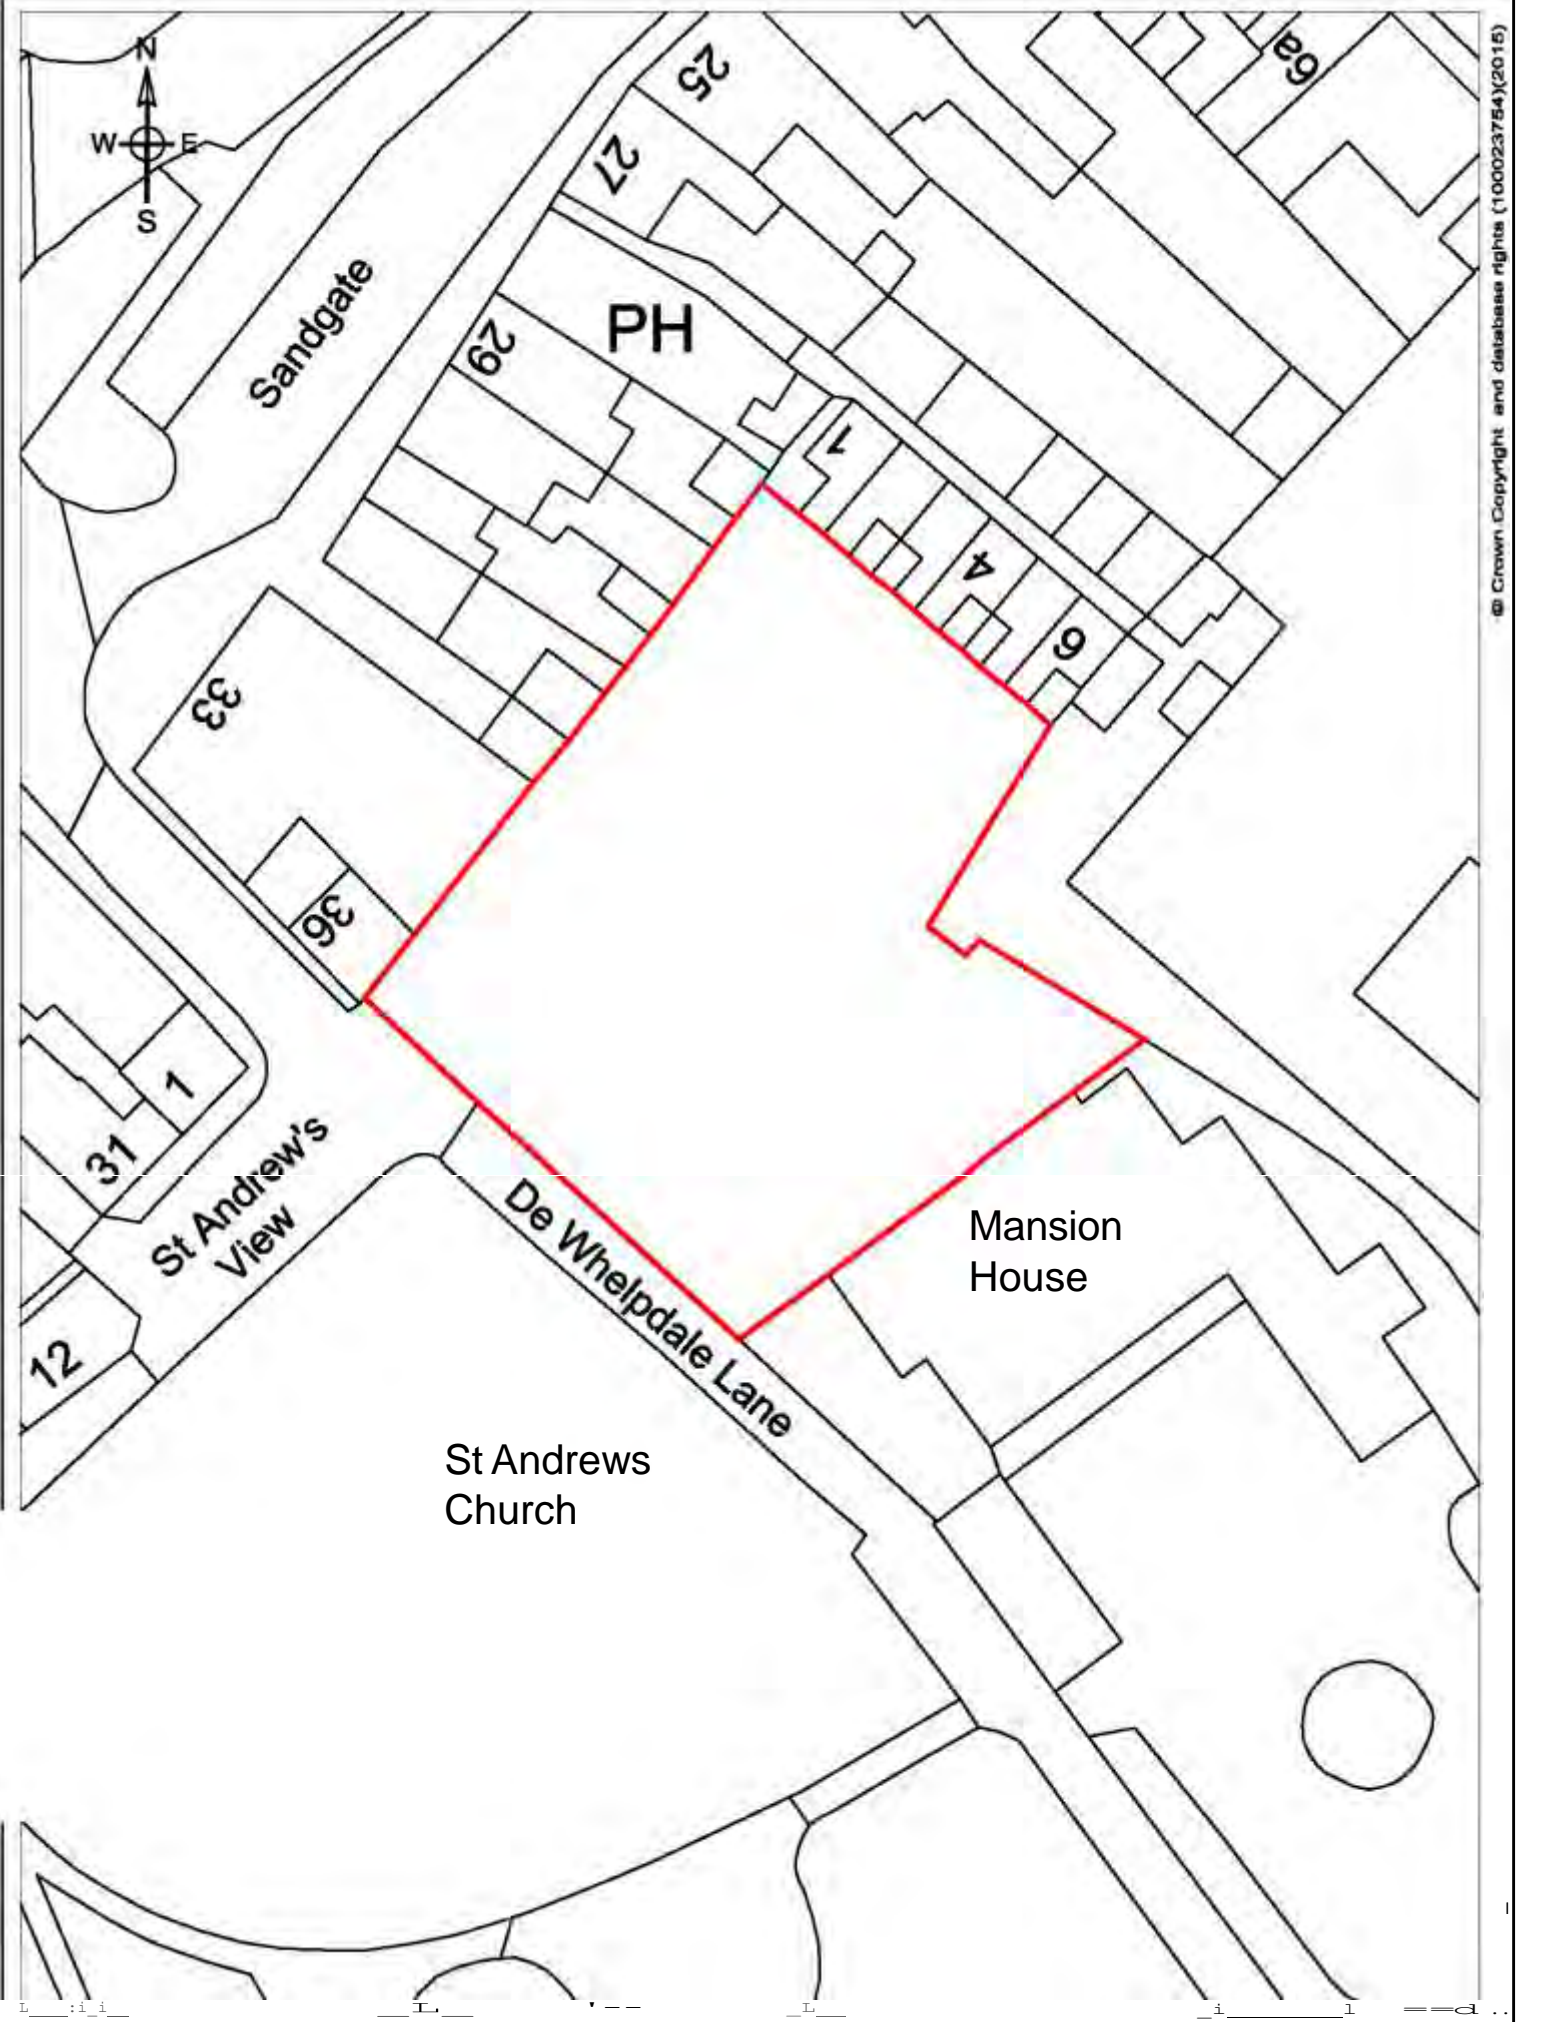 N
W E
S
25
6a
27
Sandgate
PH
29
1
4
6
33
36
1
31
St Andrew's
View
De Whelpdale Lane
Mansion
House
12
St Andrews
Church
© Crown Copyright and database rights (100023754)(2015)